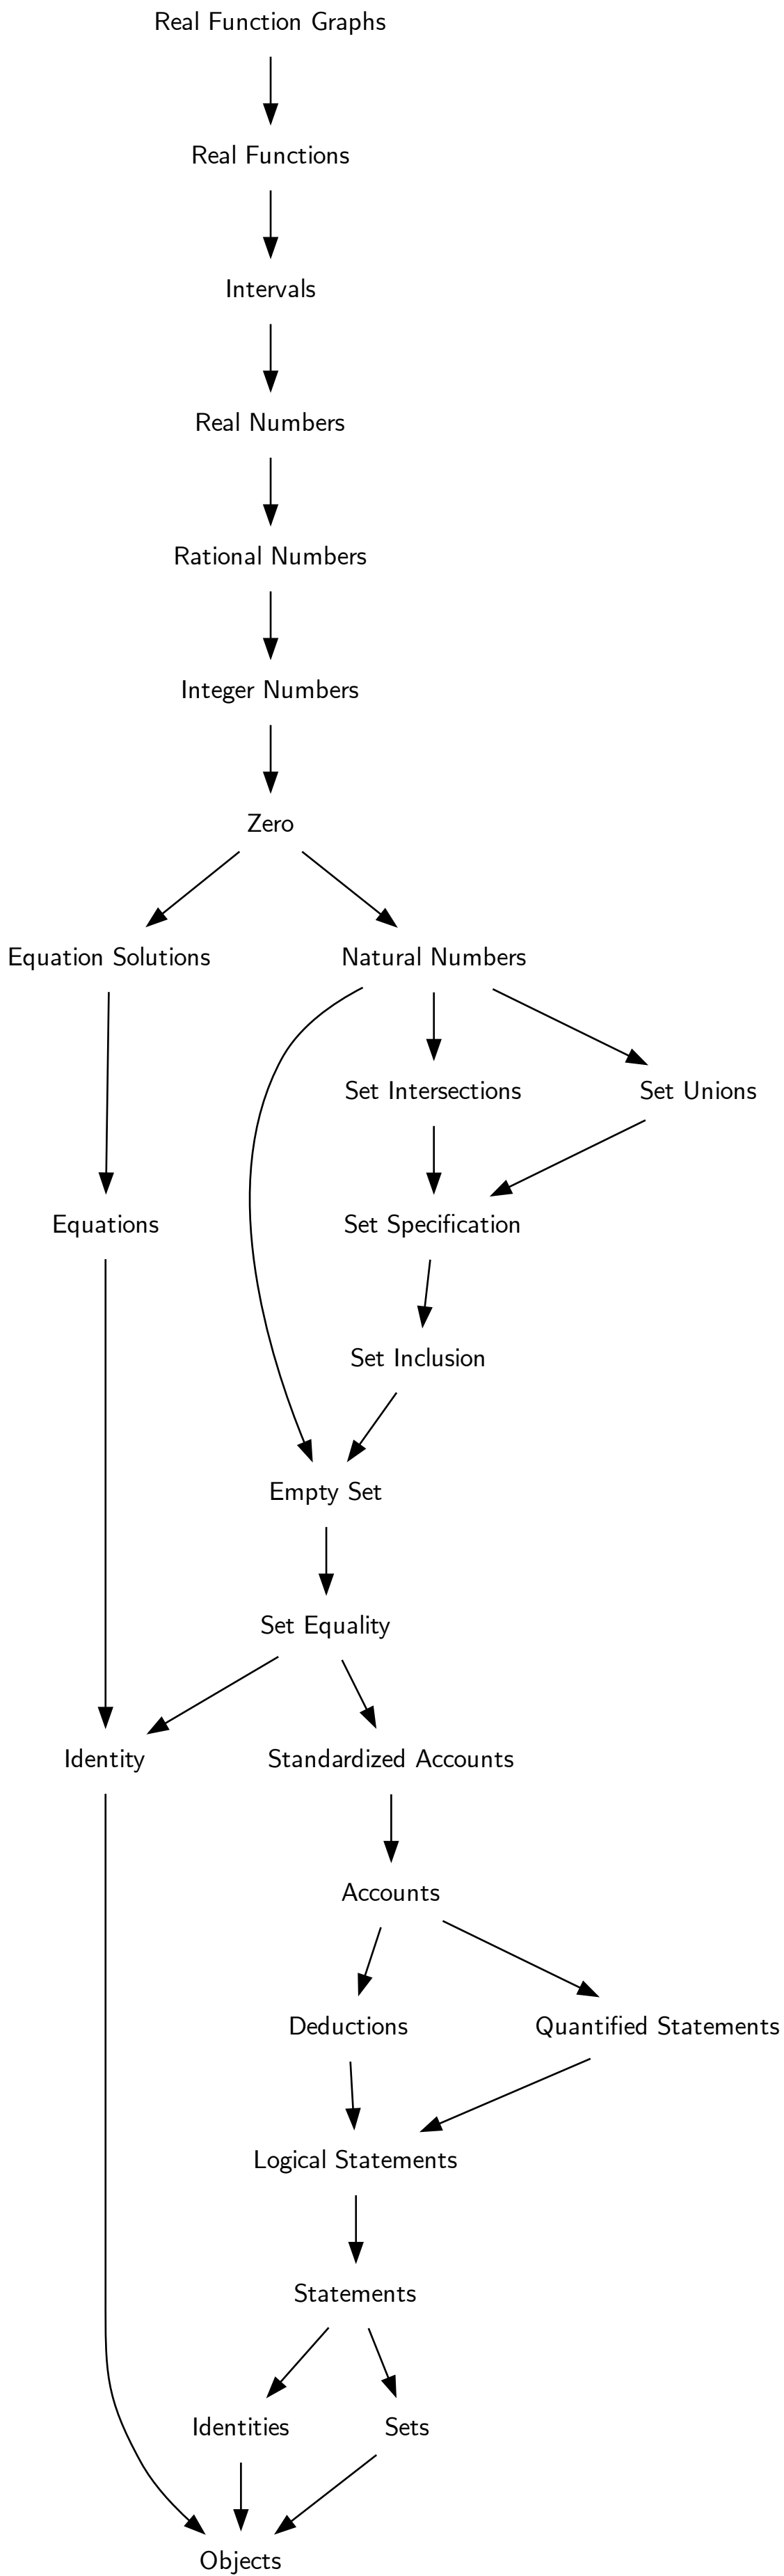 Real Function Graphs
Real Functions
Intervals
Real Numbers
Rational Numbers
Integer Numbers
Zero
Equation Solutions
Natural Numbers
Set Intersections
Set Unions
Equations
Set Specification
Set Inclusion
Empty Set
Set Equality
Identity
Standardized Accounts
Accounts
Deductions
Quantified Statements
Logical Statements
Statements
Identities
Sets
Objects